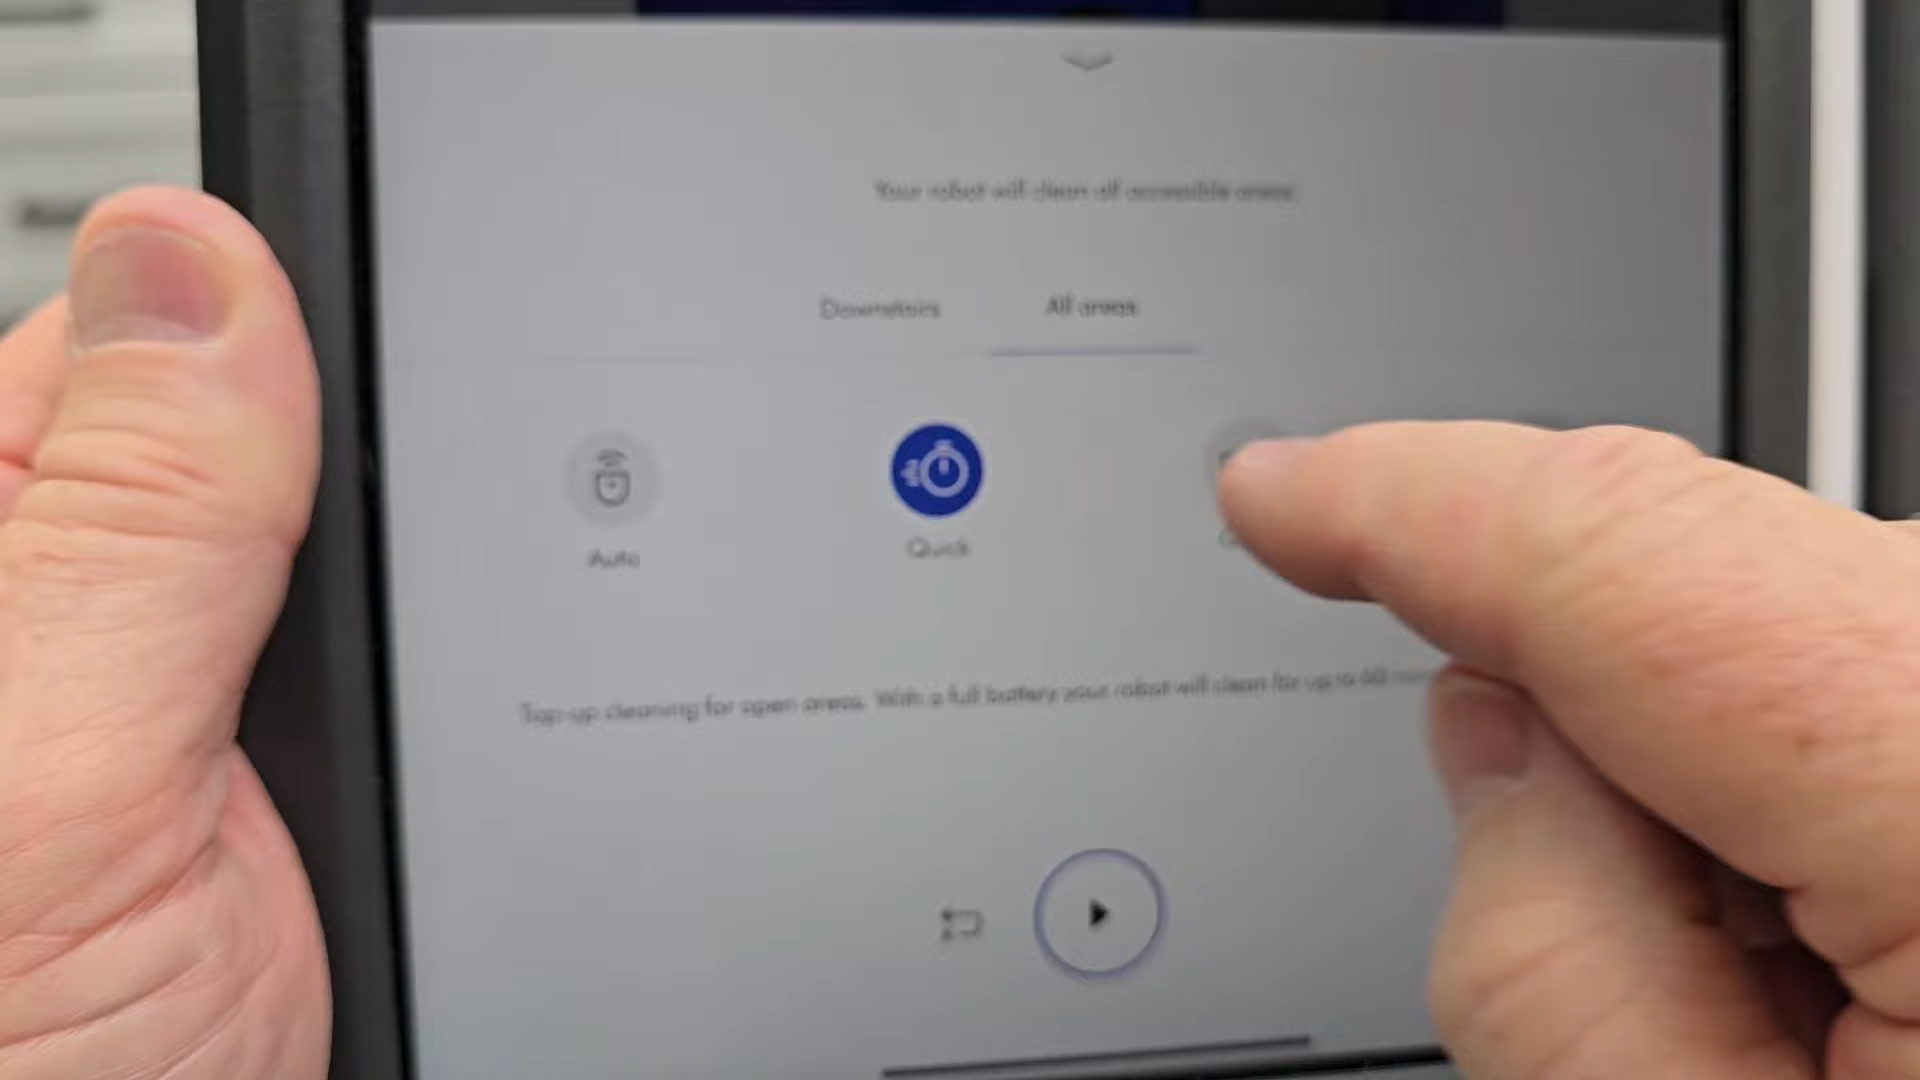 Your robot will clean all accessible areas.
Downstairs All areas
Auto Quick
Top-up cleaning for open areas. With a full battery your robot will clean for up to 60